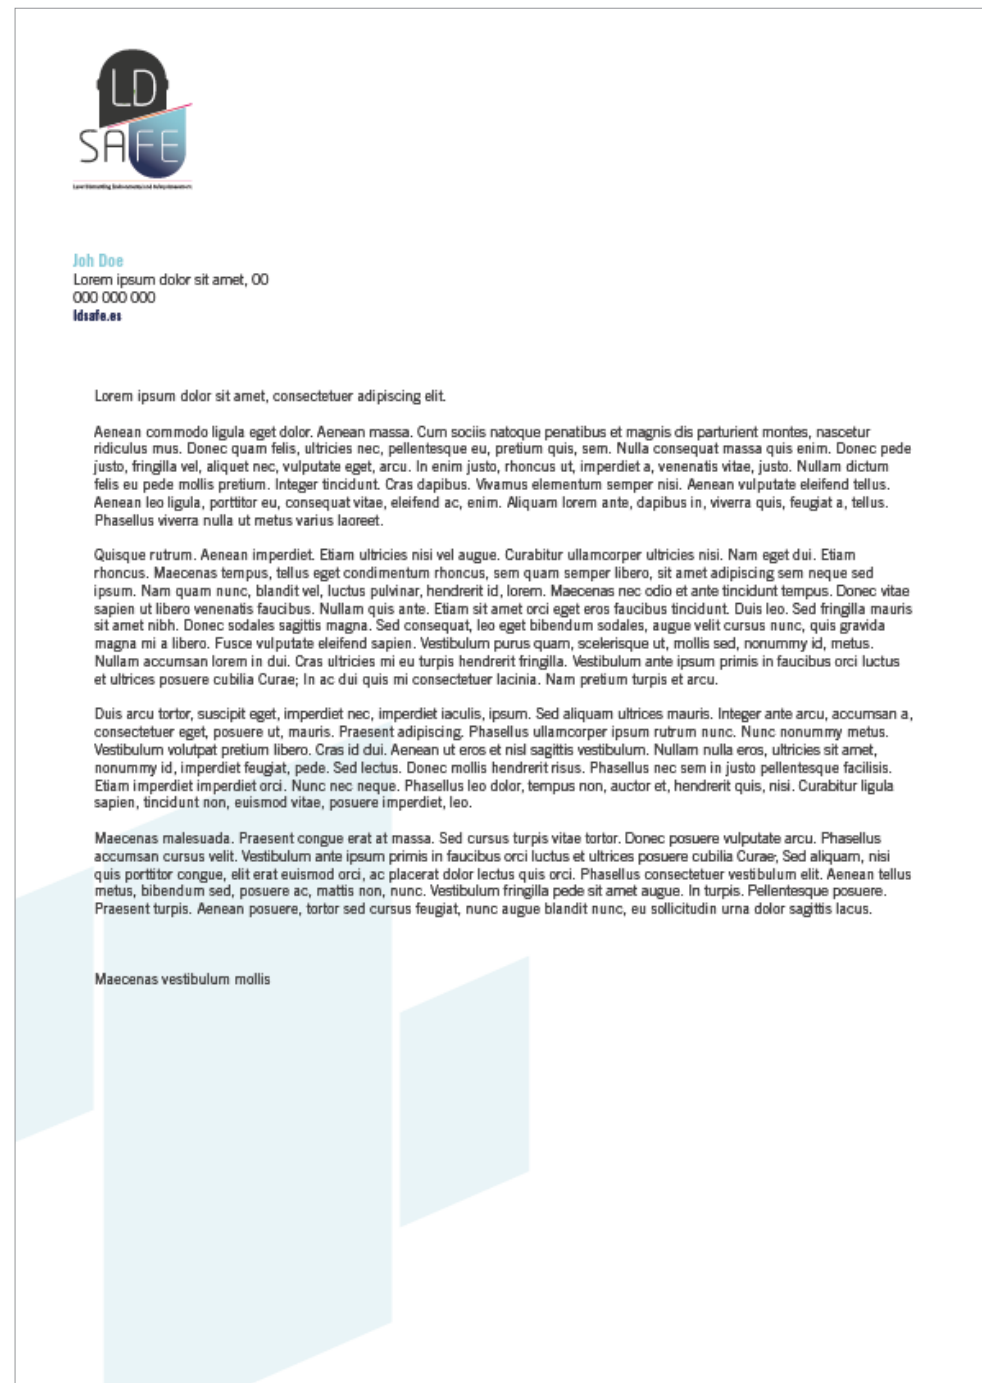 LD
SAFE
Joh Doe
Lorem ipsum dolor sit amet, 00
000 000 000
ldsafe.es
Lorem ipsum dolor sit amet, consectetuer adipiscing elit.
Aenean commodo ligula eget dolor. Aenean massa. Cum sociis natoque penatibus et magnis dis parturient montes, nascetur
ridiculus mus. Donec quam felis, ultricies nec, pellentesque eu, pretium quis, sem. Nulla consequat massa quis enim. Donec pede
justo, fringilla vel, aliquet nec, vulputate eget, arcu. In enim justo, rhoncus ut, imperdiet a, venenatis vitae, justo. Nullam dictum
felis eu pede mollis pretium. Integer tincidunt. Cras dapibus. Vivamus elementum semper nisi. Aenean vulputate eleifend tellus.
Aenean leo ligula, porttitor eu, consequat vitae, eleifend ac, enim. Aliquam lorem ante, dapibus in, viverra quis, feugiat a, tellus.
Phasellus viverra nulla ut metus varius laoreet.
Quisque rutrum. Aenean imperdiet. Etiam ultricies nisi vel augue. Curabitur ullamcorper ultricies nisi. Nam eget dui. Etiam
rhoncus. Maecenas tempus, tellus eget condimentum rhoncus, sem quam semper libero, sit amet adipiscing sem neque sed
ipsum. Nam quam nunc, blandit vel, luctus pulvinar, hendrerit id, lorem. Maecenas nec odio et ante tincidunt tempus. Donec vitae
sapien ut libero venenatis faucibus. Nullam quis ante. Etiam sit amet orci eget eros faucibus tincidunt. Duis leo. Sed fringilla mauris
sit amet nibh. Donec sodales sagittis magna. Sed consequat, leo eget bibendum sodales, augue velit cursus nunc, quis gravida
magna mi a libero. Fusce vulputate eleifend sapien. Vestibulum purus quam, scelerisque ut, mollis sed, nonummy id, metus.
Nullam accumsan lorem in dui. Cras ultricies mi eu turpis hendrerit fringilla. Vestibulum ante ipsum primis in faucibus orci luctus
et ultrices posuere cubilia Curae; In ac dui quis mi consectetuer lacinia. Nam pretium turpis et arcu.
Duis arcu tortor, suscipit eget, imperdiet nec, imperdiet iaculis, ipsum. Sed aliquam ultrices mauris. Integer ante arcu, accumsan a,
consectetuer eget, posuere ut, mauris. Praesent adipiscing. Phasellus ullamcorper ipsum rutrum nunc. Nunc nonummy metus.
Vestibulum volutpat pretium libero. Cras id dui. Aenean ut eros et nisl sagittis vestibulum. Nullam nulla eros, ultricies sit amet,
nonummy id, imperdiet feugiat, pede. Sed lectus. Donec mollis hendrerit risus. Phasellus nec sem in justo pellentesque facilisis.
Etiam imperdiet imperdiet orci. Nunc nec neque. Phasellus leo dolor, tempus non, auctor et, hendrerit quis, nisi. Curabitur ligula
sapien, tincidunt non, euismod vitae, posuere imperdiet, leo.
Maecenas malesuada. Praesent congue erat at massa. Sed cursus turpis vitae tortor. Donec posuere vulputate arcu. Phasellus
accumsan cursus velit. Vestibulum ante ipsum primis in faucibus orci luctus et ultrices posuere cubilia Curae; Sed aliquam, nisi
quis porttitor congue, elit erat euismod orci, ac placerat dolor lectus quis orci. Phasellus consectetuer vestibulum elit. Aenean tellus
metus, bibendum sed, posuere ac, mattis non, nunc. Vestibulum fringilla pede sit amet augue. In turpis. Pellentesque posuere.
Praesent turpis. Aenean posuere, tortor sed cursus feugiat, nunc augue blandit nunc, eu sollicitudin urna dolor sagittis lacus.
Maecenas vestibulum mollis